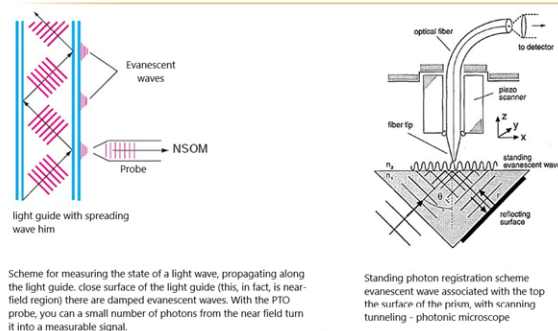 Evanescent
waves
NSOM
Probe
light guide with spreading
wave him
Scheme for measuring the state of a light wave, propagating along
the light guide. close surface of the light guide (this, in fact, is near-
field region) there are damped evanescent waves. With the PTO
probe, you can a small number of photons from the near field turn
it into a measurable signal.
optical fiber
to detector
piezo
scanner
z
y
x
fiber tip
standing
evanescent wave
n₂
n₁
θ
r
reflecting
surface
Standing photon registration scheme
evanescent wave associated with the top
the surface of the prism, with scanning
tunneling - photonic microscope